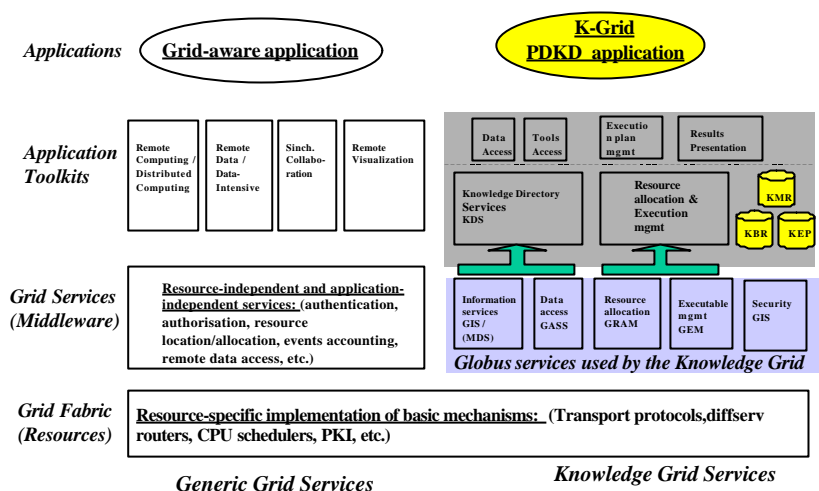 Applications
Grid-aware application
K-Grid
PDKD application
Application
Toolkits
Remote
Computing /
Distributed
Computing
Remote
Data /
Data-
Intensive
Sinch.
Collabo-
ration
Remote
Visualization
Data
Access
Tools
Access
Executio
n plan
mgmt
Results
Presentation
Knowledge Directory
Services
KDS
Resource
allocation &
Execution
mgmt
KMR
KBR
KEP
Grid Services
(Middleware)
Resource-independent and application-
independent services: (authentication,
authorisation, resource
location/allocation, events accounting,
remote data access, etc.)
Information
services
GIS /
(MDS)
Data
access
GASS
Resource
allocation
GRAM
Executable
mgmt
GEM
Security
GIS
Globus services used by the Knowledge Grid
Grid Fabric
(Resources)
Resource-specific implementation of basic mechanisms: (Transport protocols,diffserv
routers, CPU schedulers, PKI, etc.)
Generic Grid Services
Knowledge Grid Services